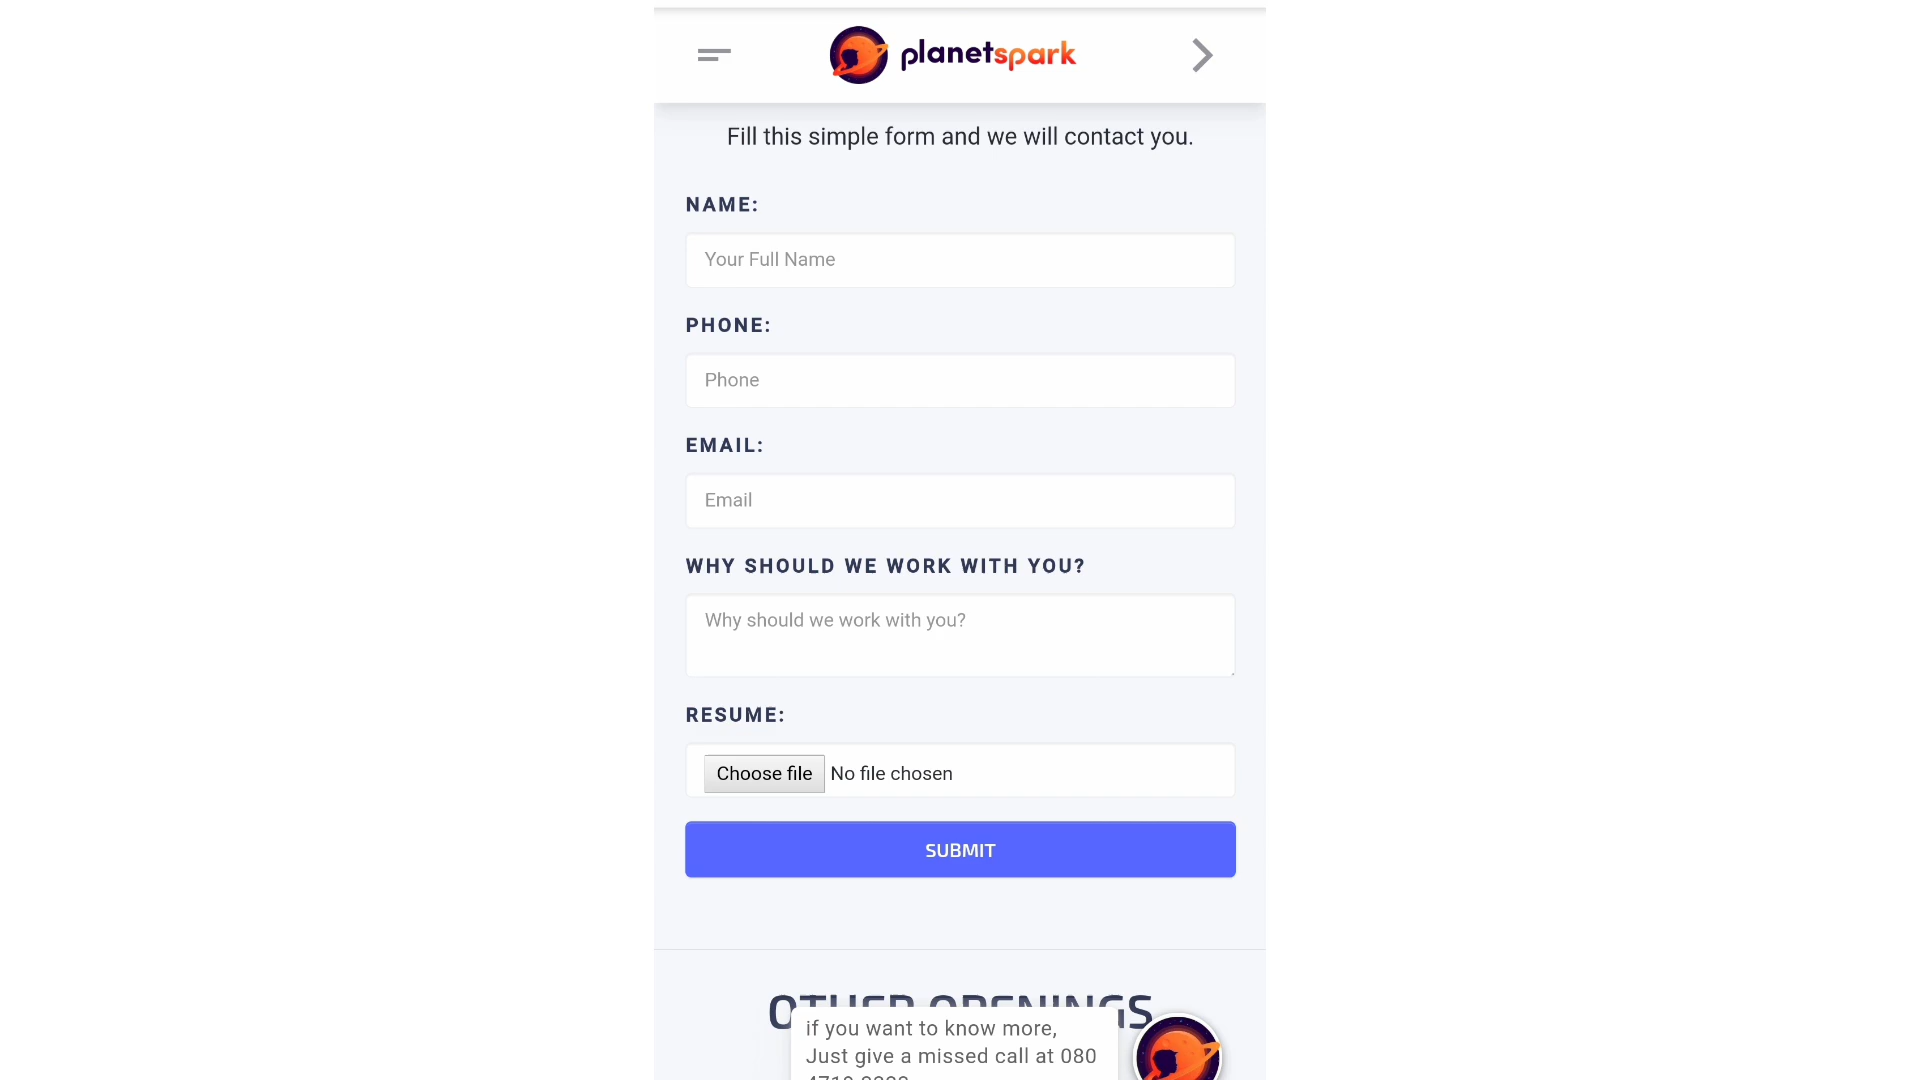 planetspark
Fill this simple form and we will contact you.
NAME:
Your Full Name
PHONE:
Phone
EMAIL:
Email
WHY SHOULD WE WORK WITH YOU?
Why should we work with you?
RESUME:
Choose file No file chosen
SUBMIT
OTHER OPENINGS
if you want to know more,
Just give a missed call at 080